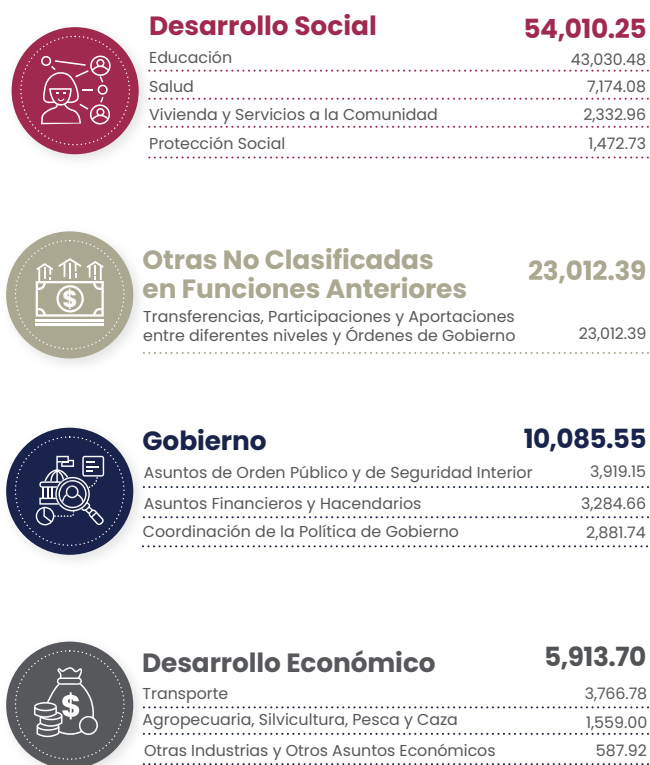 Desarrollo Social 54,010.25
Educación 43,030.48
Salud 7,174.08
Vivienda y Servicios a la Comunidad 2,332.96
Protección Social 1,472.73
Otras No Clasificadas
en Funciones Anteriores 23,012.39
Transferencias, Participaciones y Aportaciones
entre diferentes niveles y Órdenes de Gobierno 23,012.39
$
Gobierno 10,085.55
Asuntos de Orden Público y de Seguridad Interior 3,919.15
Asuntos Financieros y Hacendarios 3,284.66
Coordinación de la Política de Gobierno 2,881.74
Desarrollo Económico 5,913.70
Transporte 3,766.78
$
Agropecuaria, Silvicultura, Pesca y Caza 1,559.00
Otras Industrias y Otros Asuntos Económicos 587.92